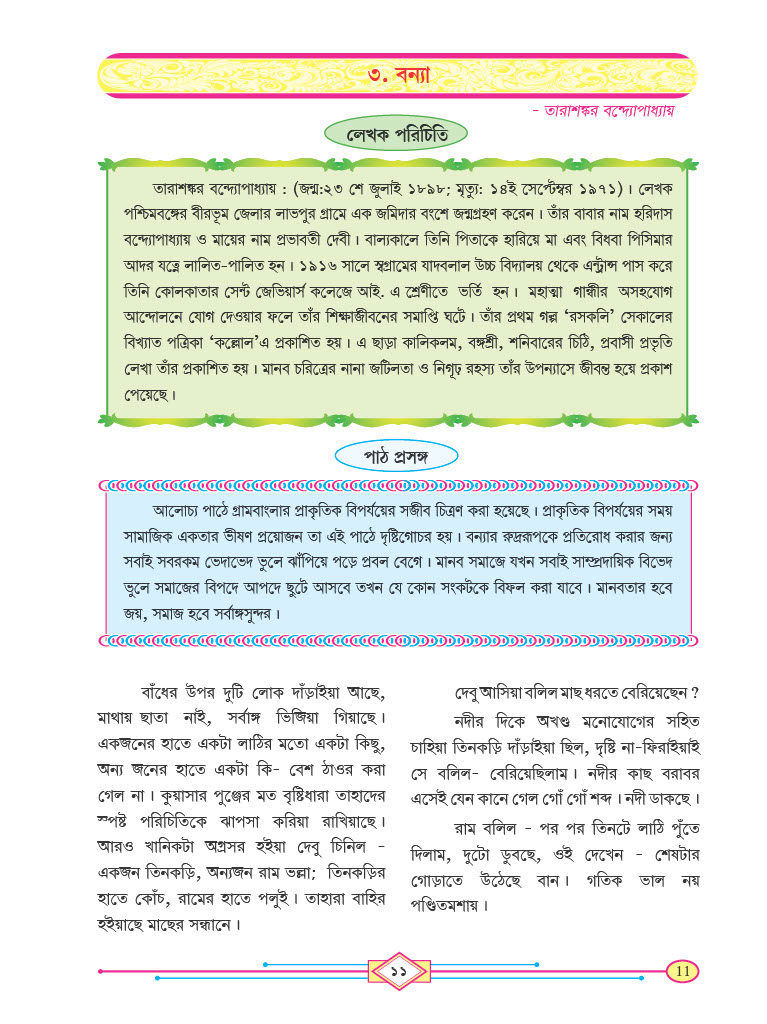 ৩. বন্যা
- তারাশঙ্কর বন্দ্যোপাধ্যায়
লেখক পরিচিতি
তারাশঙ্কর বন্দ্যোপাধ্যায় : (জন্ম:২৩ শে জুলাই ১৮৯৮; মৃত্যু: ১৪ই সেপ্টেম্বর ১৯৭১)। লেখক
পশ্চিমবঙ্গের বীরভূম জেলার লাভপুর গ্রামে এক জমিদার বংশে জন্মগ্রহণ করেন। তাঁর বাবার নাম হরিদাস
বন্দ্যোপাধ্যায় ও মায়ের নাম প্রভাবতী দেবী। বাল্যকালে তিনি পিতাকে হারিয়ে মা এবং বিধবা পিসিমার
আদর যত্নে লালিত-পালিত হন। ১৯১৬ সালে স্বগ্রামের যাদবলাল উচ্চ বিদ্যালয় থেকে এন্ট্রান্স পাস করে
তিনি কোলকাতার সেন্ট জেভিয়ার্স কলেজে আই. এ শ্রেণীতে ভর্তি হন। মহাত্মা গান্ধীর অসহযোগ
আন্দোলনে যোগ দেওয়ার ফলে তাঁর শিক্ষাজীবনের সমাপ্তি ঘটে। তাঁর প্রথম গল্প ‘রসকলি’ সেকালের
বিখ্যাত পত্রিকা ‘কল্লোল’এ প্রকাশিত হয়। এ ছাড়া কালিকলম, বঙ্গশ্রী, শনিবারের চিঠি, প্রবাসী প্রভৃতি
লেখা তাঁর প্রকাশিত হয়। মানব চরিত্রের নানা জটিলতা ও নিগূঢ় রহস্য তাঁর উপন্যাসে জীবন্ত হয়ে প্রকাশ
পেয়েছে।
পাঠ প্রসঙ্গ
আলোচ্য পাঠে গ্রামবাংলার প্রাকৃতিক বিপর্যয়ের সজীব চিত্রণ করা হয়েছে। প্রাকৃতিক বিপর্যয়ের সময়
সামাজিক একতার ভীষণ প্রয়োজন তা এই পাঠে দৃষ্টিগোচর হয়। বন্যার রুদ্ররূপকে প্রতিরোধ করার জন্য
সবাই সবরকম ভেদাভেদ ভুলে ঝাঁপিয়ে পড়ে প্রবল বেগে। মানব সমাজে যখন সবাই সাম্প্রদায়িক বিভেদ
ভুলে সমাজের বিপদে আপদে ছুটে আসবে তখন যে কোন সংকটকে বিফল করা যাবে। মানবতার হবে
জয়, সমাজ হবে সর্বাঙ্গসুন্দর।
বাঁধের উপর দুটি লোক দাঁড়াইয়া আছে,
মাথায় ছাতা নাই, সর্বাঙ্গ ভিজিয়া গিয়াছে।
একজনের হাতে একটা লাঠির মতো একটা কিছু,
অন্য জনের হাতে একটা কি- বেশ ঠাওর করা
গেল না। কুয়াসার পুঞ্জের মত বৃষ্টিধারা তাহাদের
স্পষ্ট পরিচিতিকে ঝাপসা করিয়া রাখিয়াছে।
আরও খানিকটা অগ্রসর হইয়া দেবু চিনিল -
একজন তিনকড়ি, অন্যজন রাম ভল্লা: তিনকড়ির
হাতে কোঁচ, রামের হাতে পলুই। তাহারা বাহির
হইয়াছে মাছের সন্ধানে।
দেবু আসিয়া বলিল মাছ ধরতে বেরিয়েছেন ?
নদীর দিকে অখণ্ড মনোযোগের সহিত
চাহিয়া তিনকড়ি দাঁড়াইয়া ছিল, দৃষ্টি না-ফিরাইয়াই
সে বলিল- বেরিয়েছিলাম। নদীর কাছ বরাবর
এসেই যেন কানে গেল গোঁ গোঁ শব্দ। নদী ডাকছে।
রাম বলিল - পর পর তিনটে লাঠি পুঁতে
দিলাম, দুটো ডুবছে, ওই দেখেন - শেষটার
গোড়াতে উঠেছে বান। গতিক ভাল নয়
পণ্ডিতমশায়।
১১
11